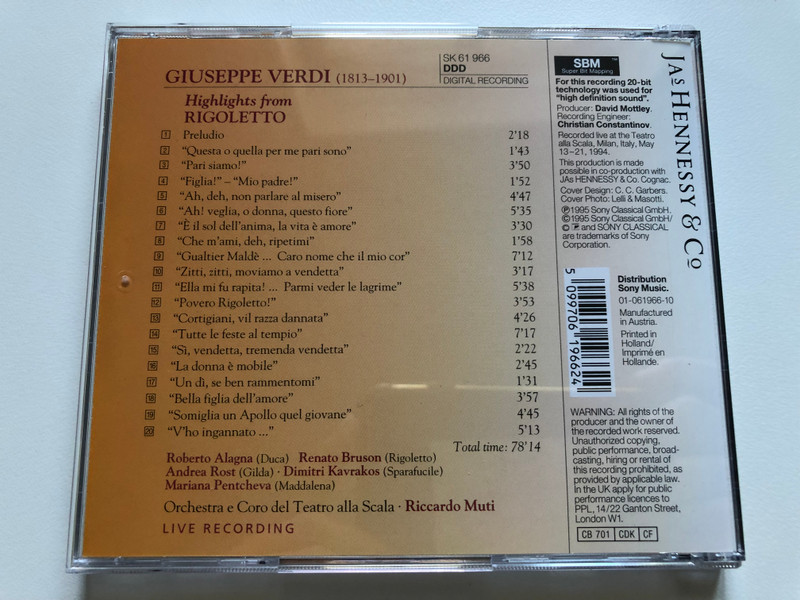 GIUSEPPE VERDI (1813–1901)
SK 61 966
DDD
DIGITAL RECORDING
Highlights from
RIGOLETTO
1 Preludio 2'18
2 "Questa o quella per me pari sono" 1'43
3 "Pari siamo!" 3'50
4 "Figlia!" – "Mio padre!" 1'52
5 "Ah, deh, non parlare al misero" 4'47
6 "Ah! veglia, o donna, questo fiore" 5'35
7 "È il sol dell'anima, la vita è amore" 3'30
8 "Che m'ami, deh, ripetimi" 1'58
9 "Gualtier Maldè ... Caro nome che il mio cor" 7'12
10 "Zitti, zitti, moviamo a vendetta" 3'17
11 "Ella mi fu rapita! ... Parmi veder le lagrime" 5'38
12 "Povero Rigoletto!" 3'53
13 "Cortigiani, vil razza dannata" 4'26
14 "Tutte le feste al tempio" 7'17
15 "Sì, vendetta, tremenda vendetta" 2'22
16 "La donna è mobile" 2'45
17 "Un dì, se ben rammentomi" 1'31
18 "Bella figlia dell'amore" 3'57
19 "Somiglia un Apollo quel giovane" 4'45
20 "V'ho ingannato ..." 5'13
Total time: 78'14
Roberto Alagna (Duca) Renato Bruson (Rigoletto)
Andrea Rost (Gilda) · Dimitri Kavrakos (Sparafucile)
Mariana Pentcheva (Maddalena)
Orchestra e Coro del Teatro alla Scala · Riccardo Muti
LIVE RECORDING
SBM
Super Bit Mapping
™
For this recording 20-bit
technology was used for
"high definition sound".
Producer: David Mottley.
Recording Engineer:
Christian Constantinov.
Recorded live at the Teatro
alla Scala, Milan, Italy, May
13–21, 1994.
This production is made
possible in co-production with
JAs HENNESSY & Co. Cognac.
Cover Design: C. C. Garbers.
Cover Photo: Lelli & Masotti.
℗ 1995 Sony Classical GmbH.
© 1995 Sony Classical GmbH/
© ℗ and SONY CLASSICAL
are trademarks of Sony
Corporation.
JAs HENNESSY & Co
5 099706 196624
Distribution
Sony Music.
01-061966-10
Manufactured
in Austria.
Printed in
Holland/
Imprimé en
Hollande.
WARNING: All rights of the
producer and the owner of
the recorded work reserved.
Unauthorized copying,
public performance, broad-
casting, hiring or rental of
this recording prohibited, as
provided by applicable law.
In the UK apply for public
performance licences to
PPL, 14/22 Ganton Street,
London W1.
CB 701 CDK CF